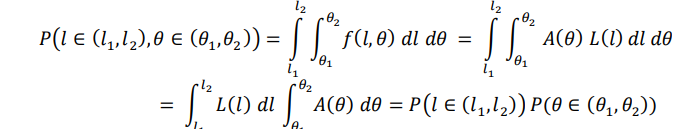 P(l ∈ (l₁,l₂),θ ∈ (θ₁,θ₂)) = ∫_{l₁}^{l₂} ∫_{θ₁}^{θ₂} f(l,θ) dl dθ = ∫_{l₁}^{l₂} ∫_{θ₁}^{θ₂} A(θ) L(l) dl dθ
= ∫_{l₁}^{l₂} L(l) dl ∫_{θ₁}^{θ₂} A(θ) dθ = P(l ∈ (l₁,l₂)) P(θ ∈ (θ₁,θ₂))